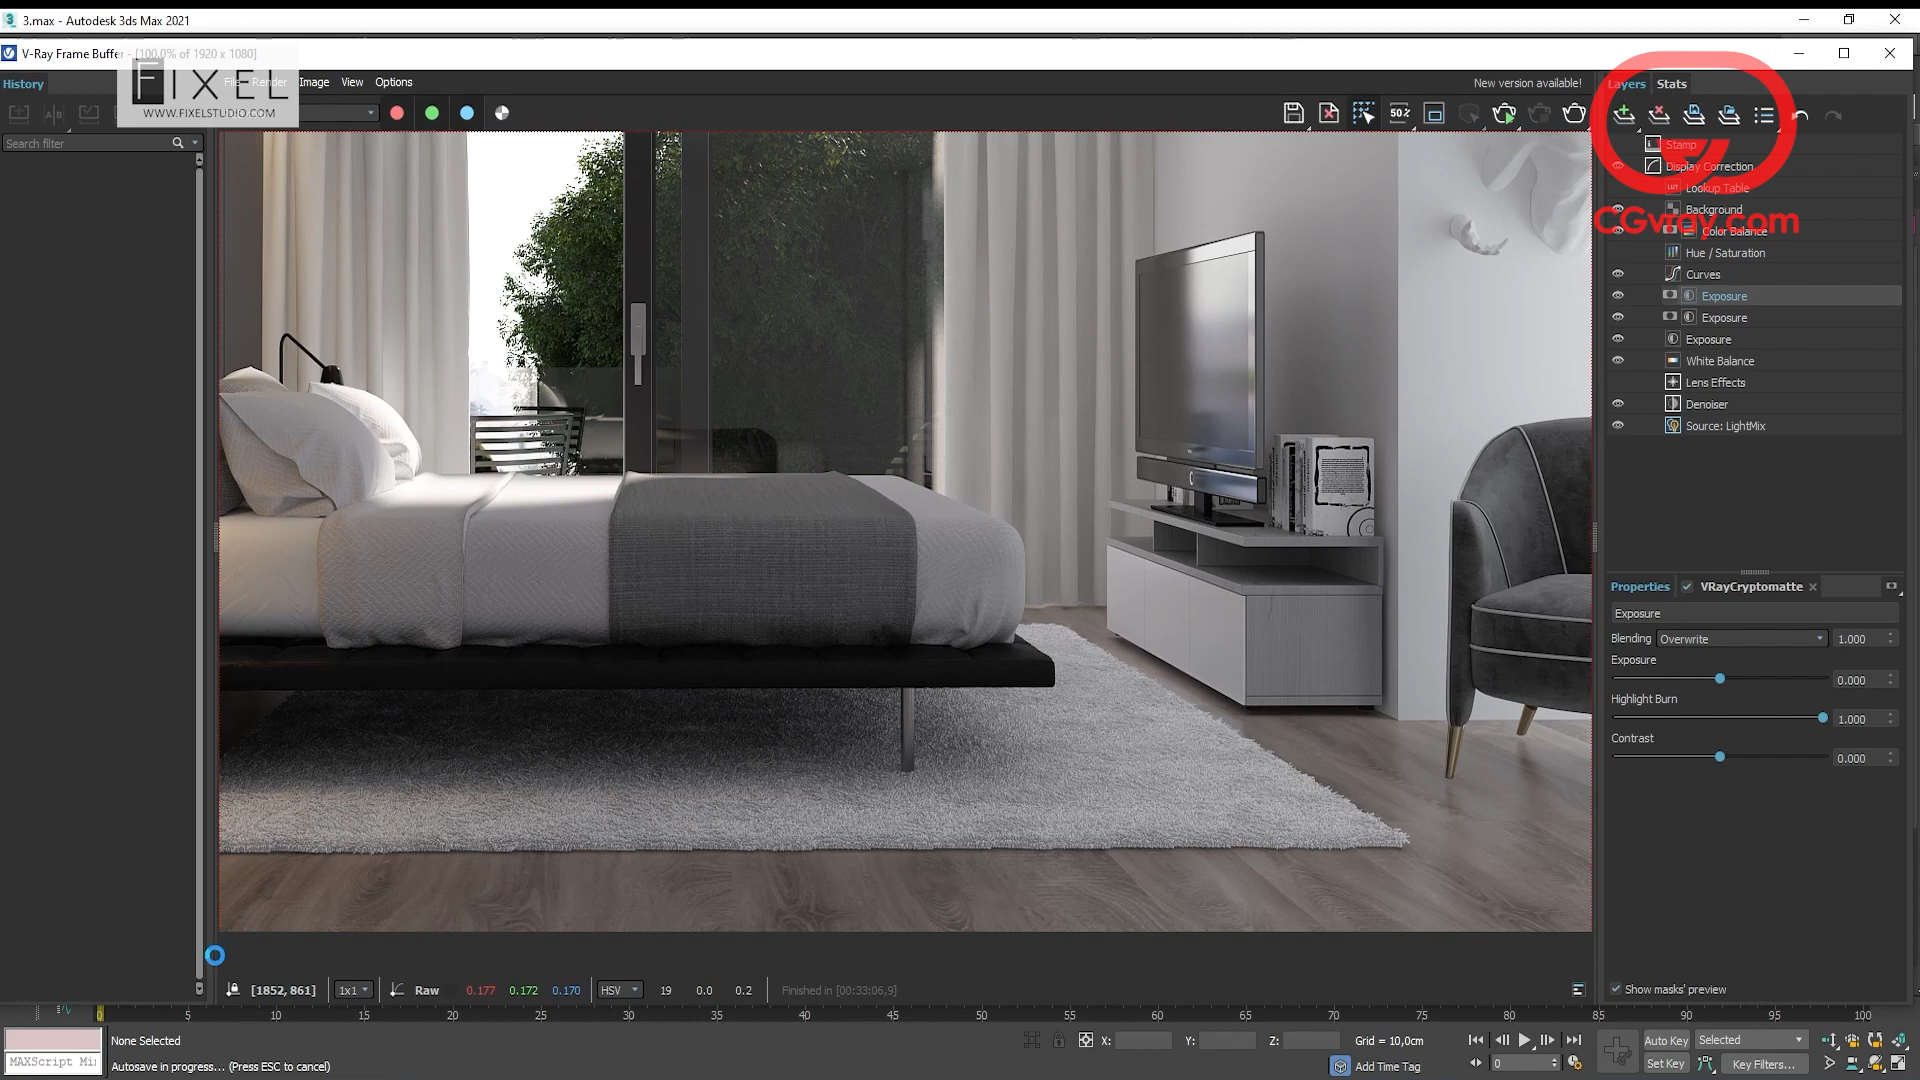 3.max - Autodesk 3ds Max 2021
V-Ray Frame Buffer - [100,0% of 1920 x 1080]
History
FIXEL
WWW.FIXELSTUDIO.COM
File Render Image View Options
New version available!
Layers Stats
50%
Search filter
Stamp
Display Correction
Lookup Table
Background
CGvray.com
Color Balance
Hue / Saturation
Curves
Exposure
Exposure
Exposure
White Balance
Lens Effects
Denoiser
Source: LightMix
Properties VRayCryptomatte
Exposure
Blending Overwrite 1.000
Exposure
0.000
Highlight Burn
1.000
Contrast
0.000
Show masks' preview
[1852, 861] 1x1 Raw 0.177 0.172 0.170 HSV 19 0.0 0.2 Finished in [00:33:06,9]
0 5 10 15 20 25 30 35 40 45 50 55 60 65 70 75 80 85 90 95 100
None Selected X: Y: Z: Grid = 10,0cm Auto Key Selected
MAXScript Mi
Autosave in progress... (Press ESC to cancel) Add Time Tag 0 Set Key Key Filters...